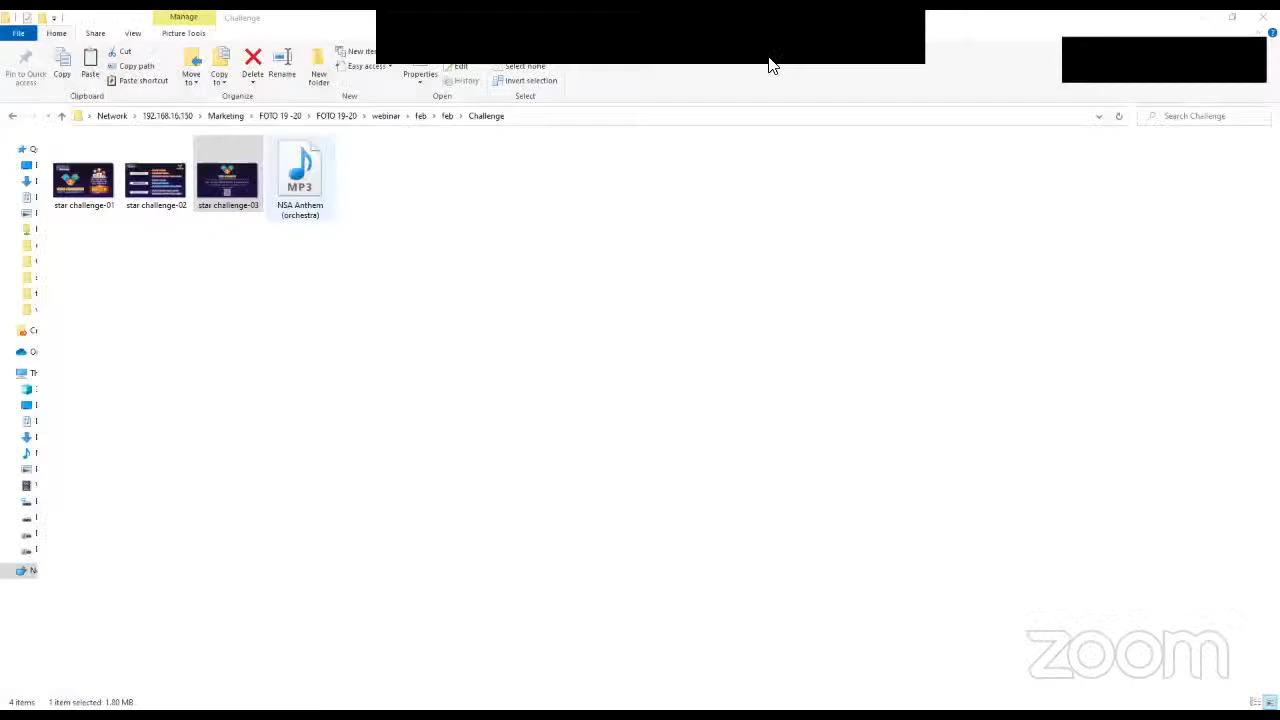 Manage
Challenge
File
Home
Share
View
Picture Tools
Pin to Quick access
Copy
Paste
Cut
Copy path
Paste shortcut
Move to
Copy to
Delete
Rename
New folder
Easy access
Properties
Edit
History
Select none
Invert selection
Clipboard
Organize
New
Open
Select
Network > 192.168.16.150 > Marketing > FOTO 19 -20 > FOTO 19-20 > webinar > feb > feb > Challenge
Search Challenge
star challenge-01
star challenge-02
star challenge-03
MP3
NSA Anthem
(orchestra)
zoom
4 items
1 item selected: 1.80 MB